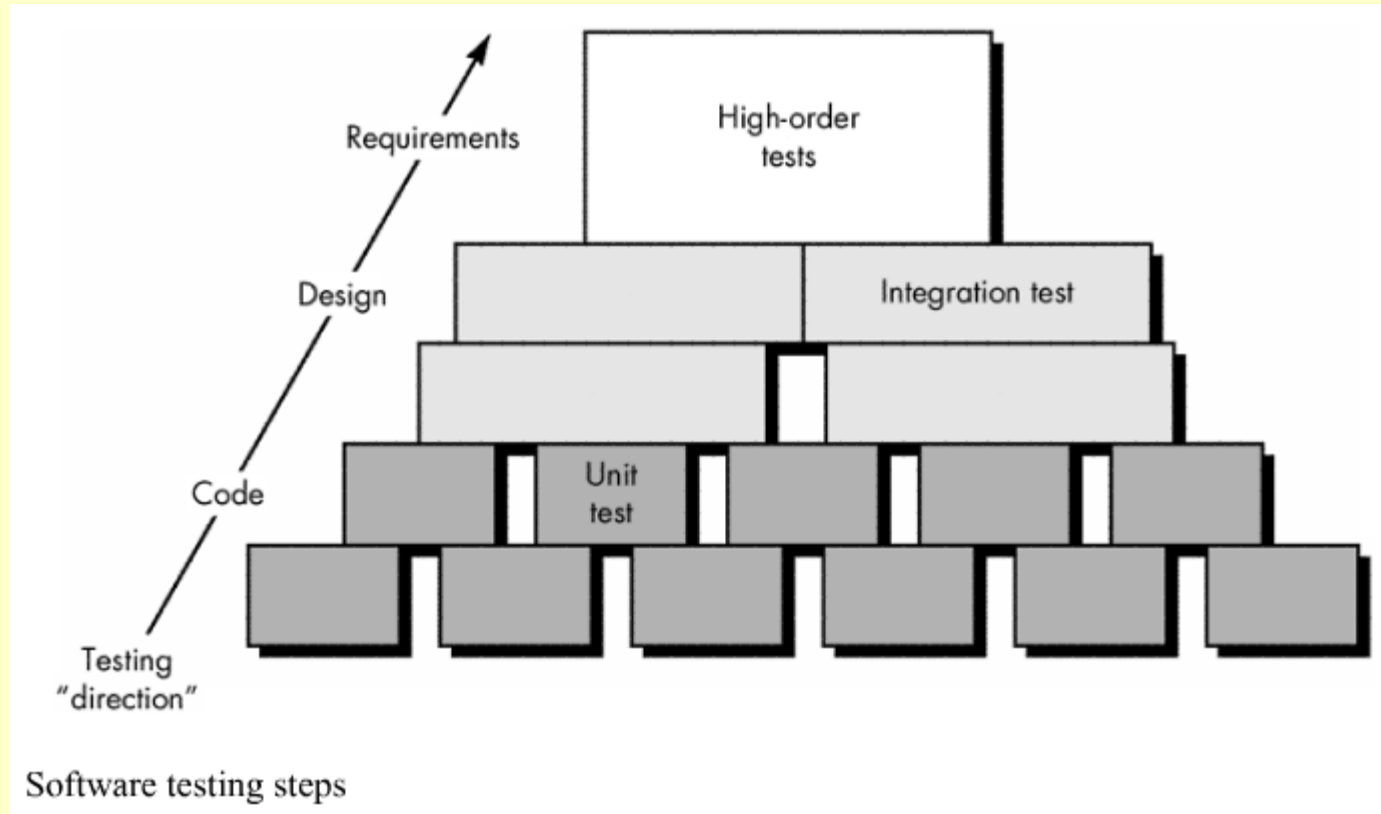 High-order
tests
Requirements
Integration test
Design
Unit
test
Code
Testing
“direction”
Software testing steps